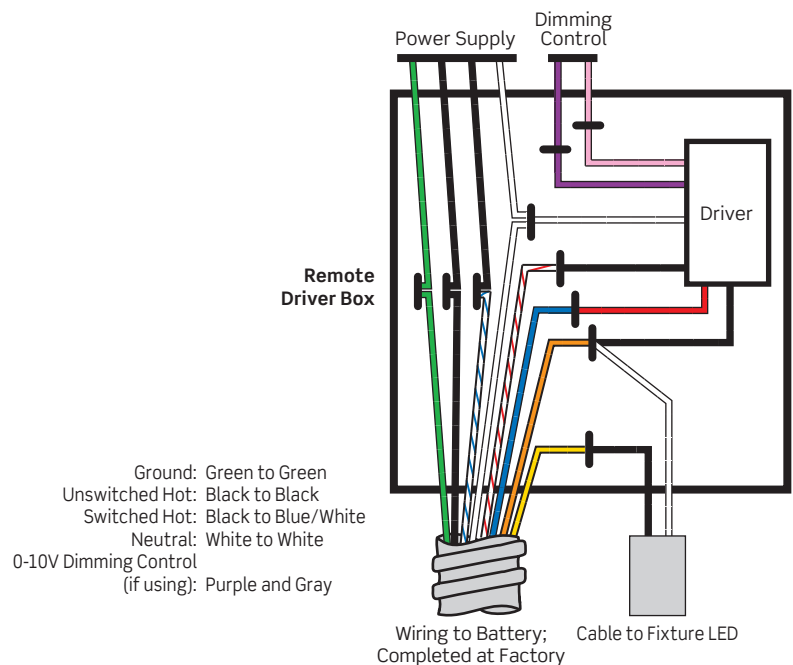 Power Supply
Dimming
Control
Driver
Remote
Driver Box
Ground: Green to Green
Unswitched Hot: Black to Black
Switched Hot: Black to Blue/White
Neutral: White to White
0-10V Dimming Control
(if using): Purple and Gray
Wiring to Battery;
Completed at Factory
Cable to Fixture LED